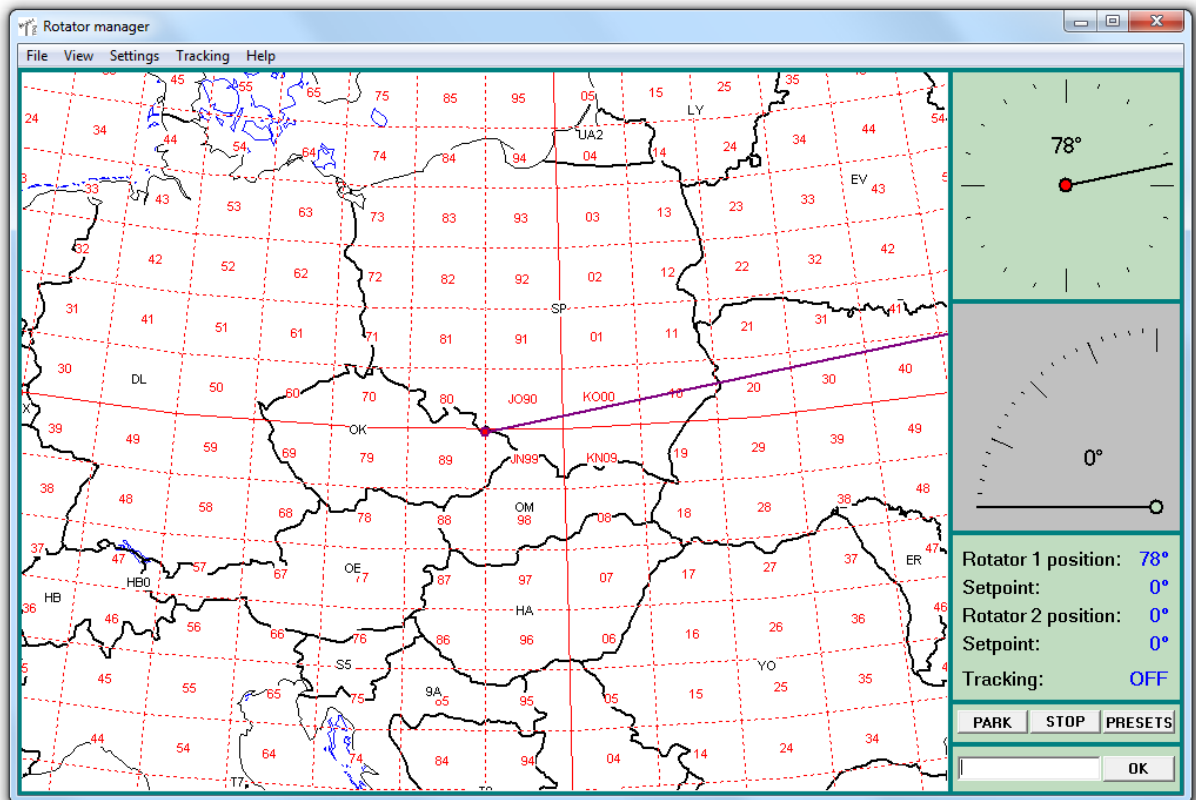 Rotator manager
File View Settings Tracking Help
45 55 65 75 85 95 05 15 25 35
24 34 44 54 64 74 84 94 UA2 04 14 LY 24 34 44 54
33 43 53 63 73 83 93 03 13 23 33 EV 43
32 42 52 62 72 82 92 02 12 22 32 42
31 41 51 61 71 81 91 SP 01 11 21 31 41
30 DL 50 60 70 80 JO90 KO00 10 20 30 40
39 49 59 69 OK 79 89 JN99 KN09 19 29 39 49
38 48 58 68 78 88 OM 98 08 18 28 38 48
37 47 HB0 57 67 OE 77 87 97 07 17 27 37 ER 47
36 HB 46 56 66 76 86 HA 96 06 16 26 36 46
45 55 65 S5 75 9A 65 95 05 15 YO 25 35
44 54 64 74 84 94 04 14 24 34
T7
78°
0°
Rotator 1 position: 78°
Setpoint: 0°
Rotator 2 position: 0°
Setpoint: 0°
Tracking: OFF
PARK STOP PRESETS
OK